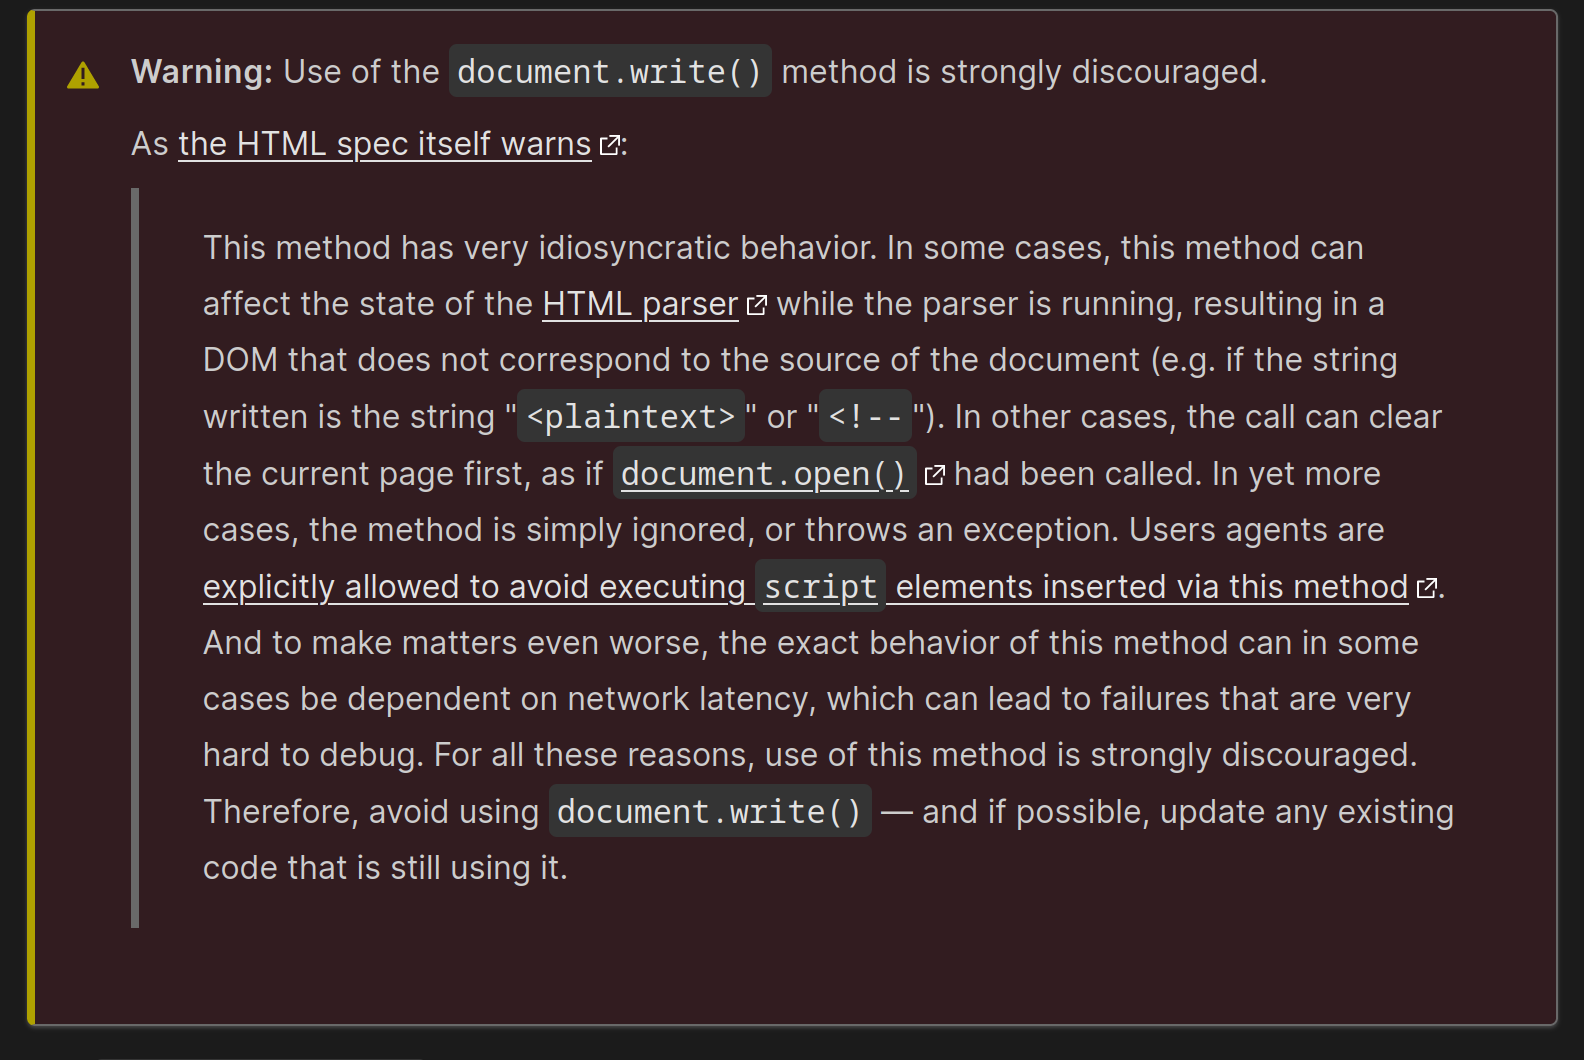 Warning: Use of the document.write() method is strongly discouraged.
As the HTML spec itself warns:
This method has very idiosyncratic behavior. In some cases, this method can
affect the state of the HTML parser while the parser is running, resulting in a
DOM that does not correspond to the source of the document (e.g. if the string
written is the string "<plaintext>" or "<!--"). In other cases, the call can clear
the current page first, as if document.open() had been called. In yet more
cases, the method is simply ignored, or throws an exception. Users agents are
explicitly allowed to avoid executing script elements inserted via this method.
And to make matters even worse, the exact behavior of this method can in some
cases be dependent on network latency, which can lead to failures that are very
hard to debug. For all these reasons, use of this method is strongly discouraged.
Therefore, avoid using document.write() — and if possible, update any existing
code that is still using it.